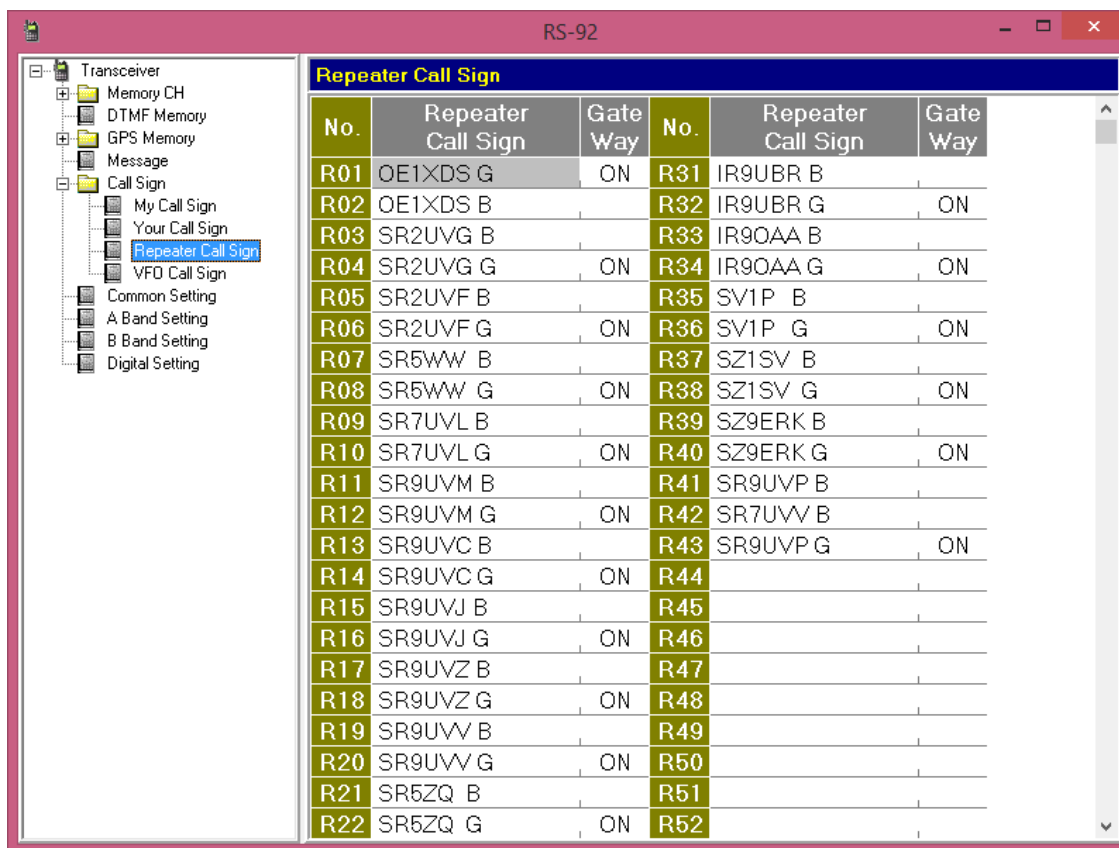 RS-92
Transceiver
Memory CH
DTMF Memory
GPS Memory
Message
Call Sign
My Call Sign
Your Call Sign
Repeater Call Sign
VFO Call Sign
Common Setting
A Band Setting
B Band Setting
Digital Setting
Repeater Call Sign
No. Repeater Call Sign Gate Way No. Repeater Call Sign Gate Way
R01 OE1XDS G ON R31 IR9UBR B
R02 OE1XDS B R32 IR9UBR G ON
R03 SR2UVG B R33 IR9OAA B
R04 SR2UVG G ON R34 IR9OAA G ON
R05 SR2UVF B R35 SV1P B
R06 SR2UVF G ON R36 SV1P G ON
R07 SR5WW B R37 SZ1SV B
R08 SR5WW G ON R38 SZ1SV G ON
R09 SR7UVL B R39 SZ9ERK B
R10 SR7UVL G ON R40 SZ9ERK G ON
R11 SR9UVM B R41 SR9UVP B
R12 SR9UVM G ON R42 SR7UVV B
R13 SR9UVC B R43 SR9UVP G ON
R14 SR9UVC G ON R44
R15 SR9UVJ B R45
R16 SR9UVJ G ON R46
R17 SR9UVZ B R47
R18 SR9UVZ G ON R48
R19 SR9UVV B R49
R20 SR9UVV G ON R50
R21 SR5ZQ B R51
R22 SR5ZQ G ON R52